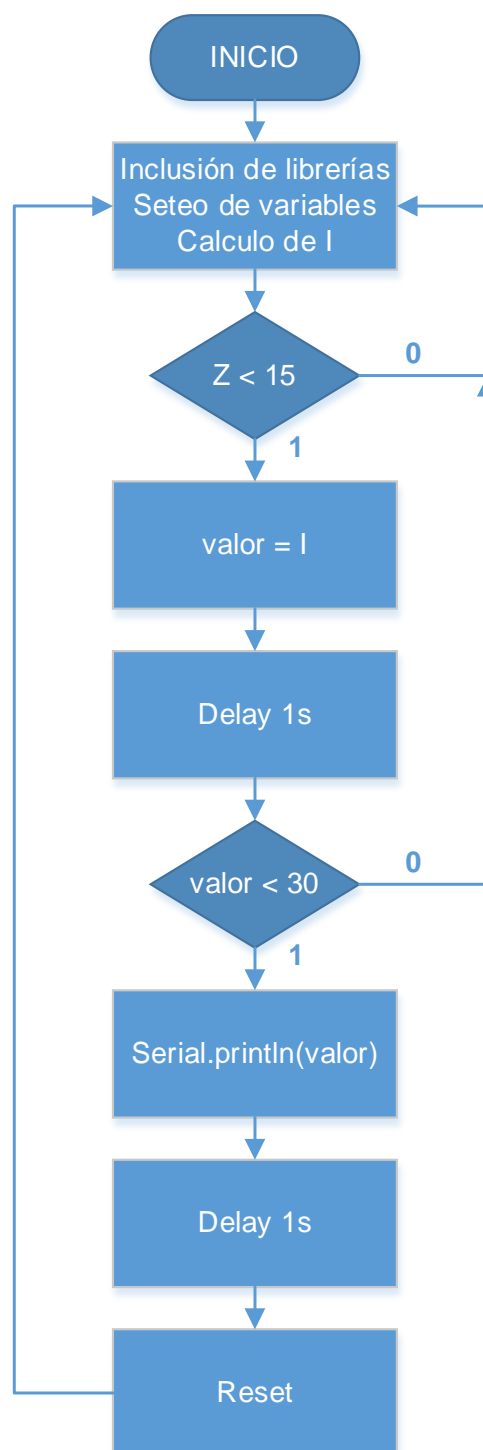 INICIO
Inclusión de librerías
Seteo de variables
Calculo de I
Z < 15
0
1
valor = I
Delay 1s
valor < 30
0
1
Serial.println(valor)
Delay 1s
Reset